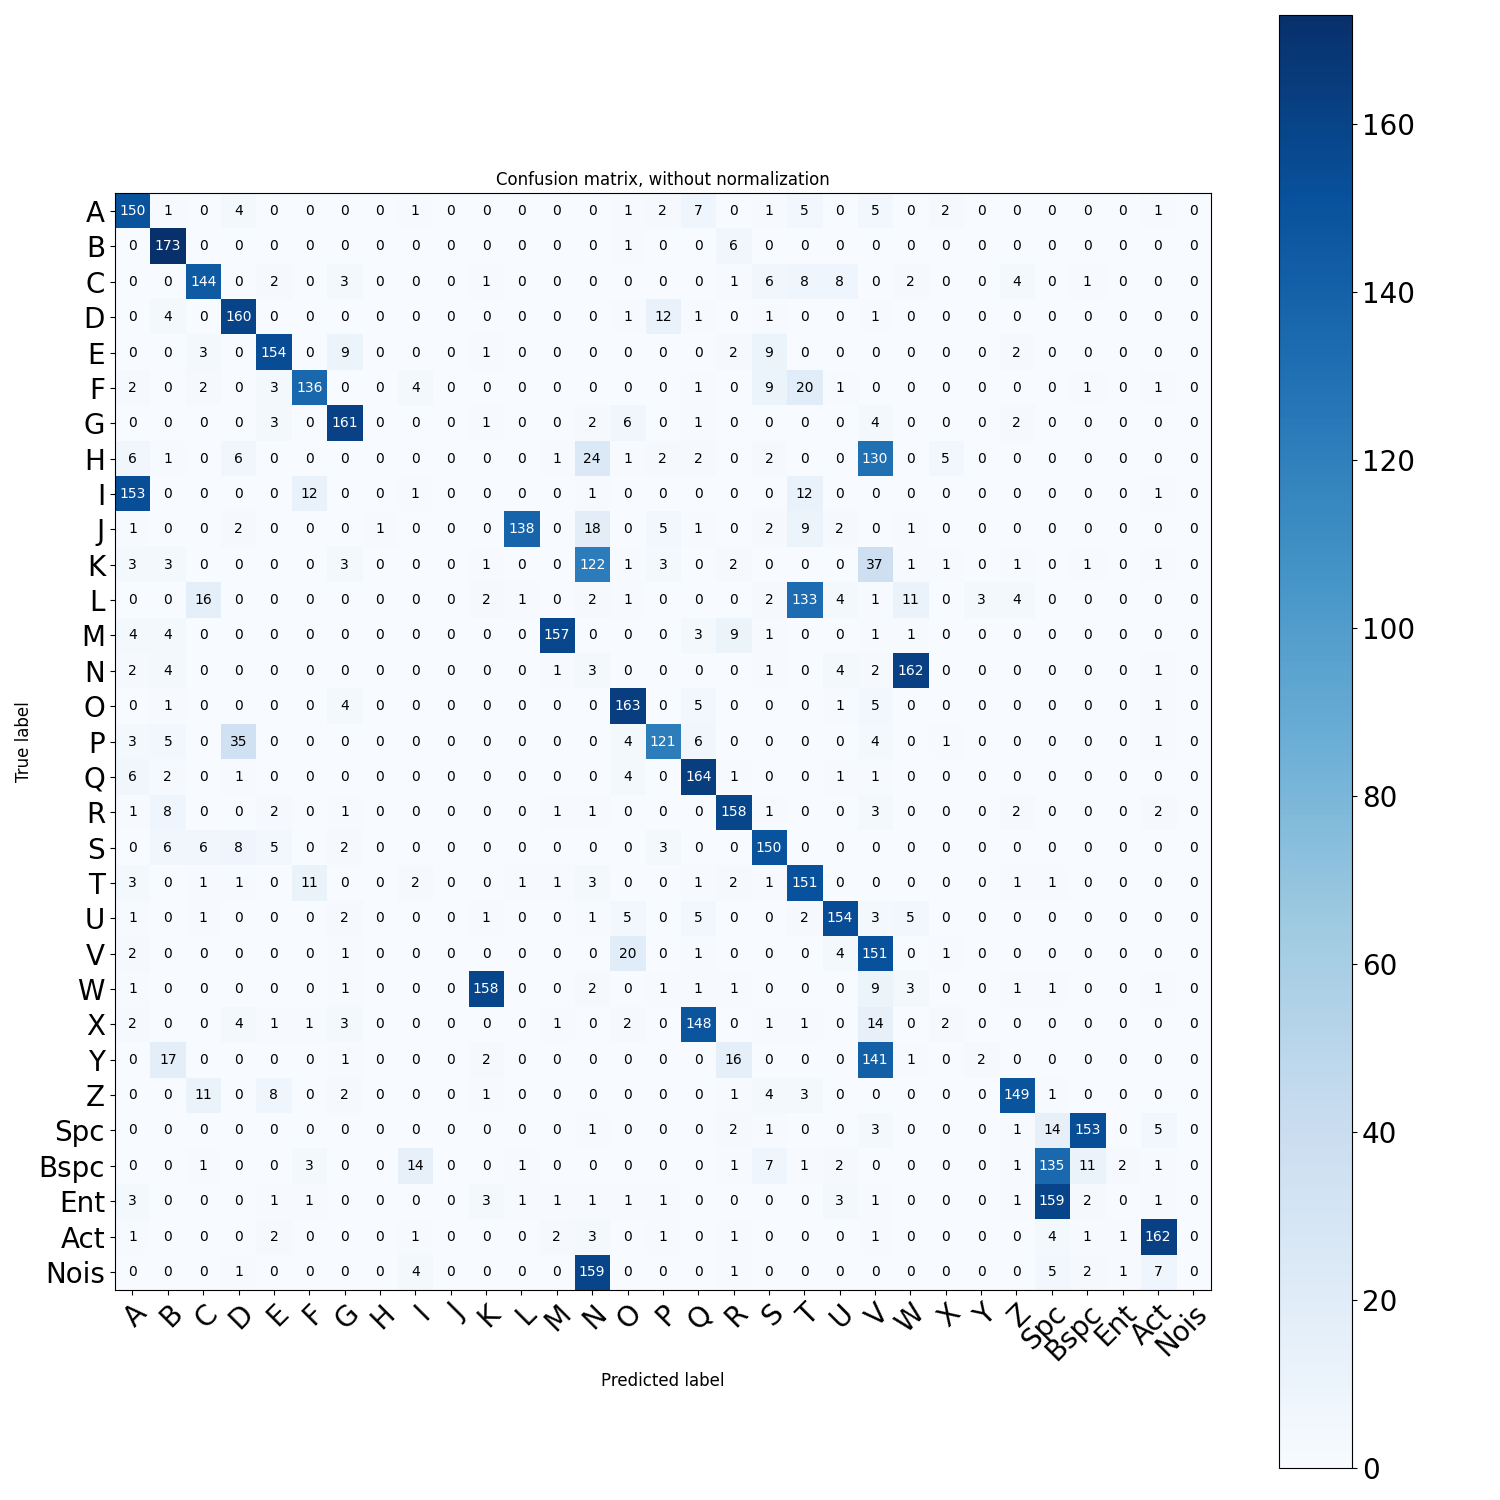 Confusion matrix, without normalization
True label
A 150 1 0 4 0 0 0 0 1 0 0 0 0 0 1 2 7 0 1 5 0 5 0 2 0 0 0 0 0 1 0
B 0 173 0 0 0 0 0 0 0 0 0 0 0 0 1 0 0 6 0 0 0 0 0 0 0 0 0 0 0 0 0
C 0 0 144 0 2 0 3 0 0 0 1 0 0 0 0 0 0 1 6 8 8 0 2 0 0 4 0 1 0 0 0
D 0 4 0 160 0 0 0 0 0 0 0 0 0 0 1 12 1 0 1 0 0 1 0 0 0 0 0 0 0 0 0
E 0 0 3 0 154 0 9 0 0 0 1 0 0 0 0 0 0 2 9 0 0 0 0 0 0 2 0 0 0 0 0
F 2 0 2 0 3 136 0 0 4 0 0 0 0 0 0 0 1 0 9 20 1 0 0 0 0 0 0 1 0 1 0
G 0 0 0 0 3 0 161 0 0 0 1 0 0 2 6 0 1 0 0 0 0 4 0 0 0 2 0 0 0 0 0
H 6 1 0 6 0 0 0 0 0 0 0 0 1 24 1 2 2 0 2 0 0 130 0 5 0 0 0 0 0 0 0
I 153 0 0 0 0 12 0 0 1 0 0 0 0 1 0 0 0 0 0 12 0 0 0 0 0 0 0 0 0 1 0
J 1 0 0 2 0 0 0 1 0 0 0 138 0 18 0 5 1 0 2 9 2 0 1 0 0 0 0 0 0 0 0
K 3 3 0 0 0 0 3 0 0 0 1 0 0 122 1 3 0 2 0 0 0 37 1 1 0 1 0 1 0 1 0
L 0 0 16 0 0 0 0 0 0 0 2 1 0 2 1 0 0 0 2 133 4 1 11 0 3 4 0 0 0 0 0
M 4 4 0 0 0 0 0 0 0 0 0 0 157 0 0 0 3 9 1 0 0 1 1 0 0 0 0 0 0 0 0
N 2 4 0 0 0 0 0 0 0 0 0 0 1 3 0 0 0 0 1 0 4 2 162 0 0 0 0 0 0 1 0
O 0 1 0 0 0 0 4 0 0 0 0 0 0 0 163 0 5 0 0 0 1 5 0 0 0 0 0 0 0 1 0
P 3 5 0 35 0 0 0 0 0 0 0 0 0 0 4 121 6 0 0 0 0 4 0 1 0 0 0 0 0 1 0
Q 6 2 0 1 0 0 0 0 0 0 0 0 0 0 4 0 164 1 0 0 1 1 0 0 0 0 0 0 0 0 0
R 1 8 0 0 2 0 1 0 0 0 0 0 1 1 0 0 0 158 1 0 0 3 0 0 0 2 0 0 0 2 0
S 0 6 6 8 5 0 2 0 0 0 0 0 0 0 0 3 0 0 150 0 0 0 0 0 0 0 0 0 0 0 0
T 3 0 1 1 0 11 0 0 2 0 0 1 1 3 0 0 1 2 1 151 0 0 0 0 0 1 1 0 0 0 0
U 1 0 1 0 0 0 2 0 0 0 1 0 0 1 5 0 5 0 0 2 154 3 5 0 0 0 0 0 0 0 0
V 2 0 0 0 0 0 1 0 0 0 0 0 0 0 20 0 1 0 0 0 4 151 0 1 0 0 0 0 0 0 0
W 1 0 0 0 0 0 1 0 0 0 158 0 0 2 0 1 1 1 0 0 0 9 3 0 0 1 1 0 0 1 0
X 2 0 0 4 1 1 3 0 0 0 0 0 1 0 2 0 148 0 1 1 0 14 0 2 0 0 0 0 0 0 0
Y 0 17 0 0 0 0 1 0 0 0 2 0 0 0 0 0 0 16 0 0 0 141 1 0 2 0 0 0 0 0 0
Z 0 0 11 0 8 0 2 0 0 0 1 0 0 0 0 0 0 1 4 3 0 0 0 0 0 149 1 0 0 0 0
Spc 0 0 0 0 0 0 0 0 0 0 0 0 0 1 0 0 0 2 1 0 0 3 0 0 0 1 14 153 0 5 0
Bspc 0 0 1 0 0 3 0 0 14 0 0 1 0 0 0 0 0 1 7 1 2 0 0 0 0 1 135 11 2 1 0
Ent 3 0 0 0 1 1 0 0 0 0 3 1 1 1 1 1 0 0 0 0 3 1 0 0 0 1 159 2 0 1 0
Act 1 0 0 0 2 0 0 0 1 0 0 0 2 3 0 1 0 1 0 0 0 1 0 0 0 0 4 1 1 162 0
Nois 0 0 0 1 0 0 0 0 4 0 0 0 0 159 0 0 0 1 0 0 0 0 0 0 0 0 5 2 1 7 0
A B C D E F G H I J K L M N O P Q R S T U V W X Y Z Spc Bspc Ent Act Nois
Predicted label
160
140
120
100
80
60
40
20
0